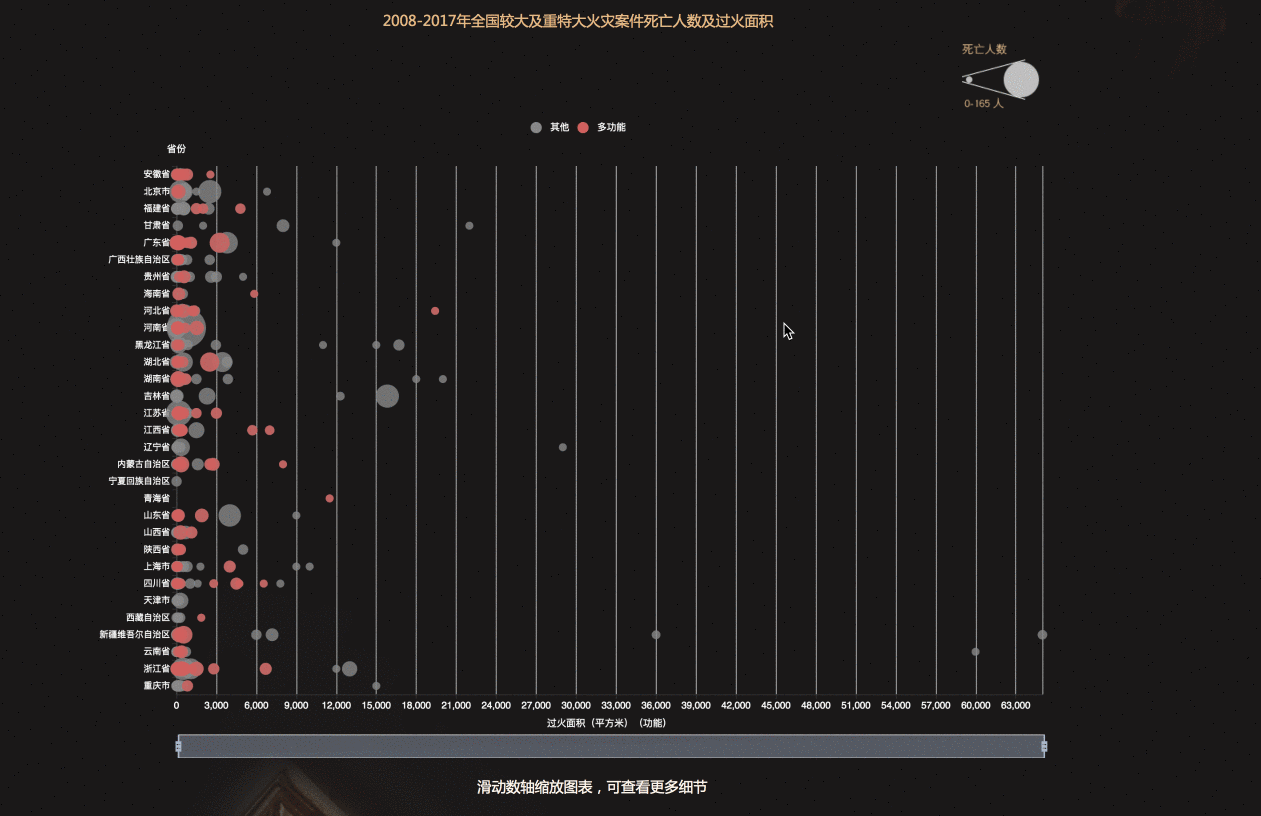 2008-2017年全国较大及重特大火灾案件死亡人数及过火面积
死亡人数
0-165 人
其他 多功能
省份
安徽省
北京市
福建省
甘肃省
广东省
广西壮族自治区
贵州省
海南省
河北省
河南省
黑龙江省
湖北省
湖南省
吉林省
江苏省
江西省
辽宁省
内蒙古自治区
宁夏回族自治区
青海省
山东省
山西省
陕西省
上海市
四川省
天津市
西藏自治区
新疆维吾尔自治区
云南省
浙江省
重庆市
0 3,000 6,000 9,000 12,000 15,000 18,000 21,000 24,000 27,000 30,000 33,000 36,000 39,000 42,000 45,000 48,000 51,000 54,000 57,000 60,000 63,000
过火面积（平方米）（功能）
滑动数轴缩放图表，可查看更多细节